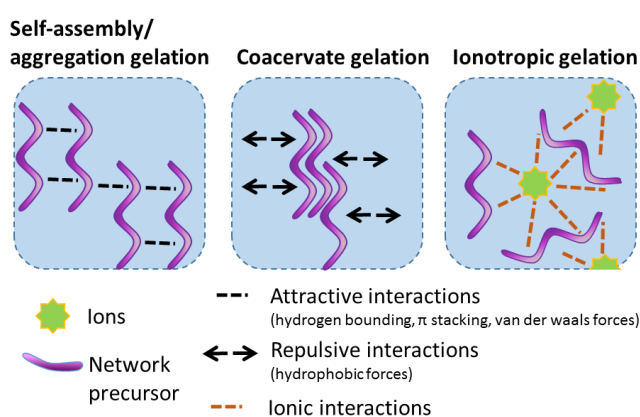 Self-assembly/
aggregation gelation
Coacervate gelation
Ionotropic gelation
Ions
Network
precursor
Attractive interactions
(hydrogen bounding, π stacking, van der waals forces)
Repulsive interactions
(hydrophobic forces)
Ionic interactions